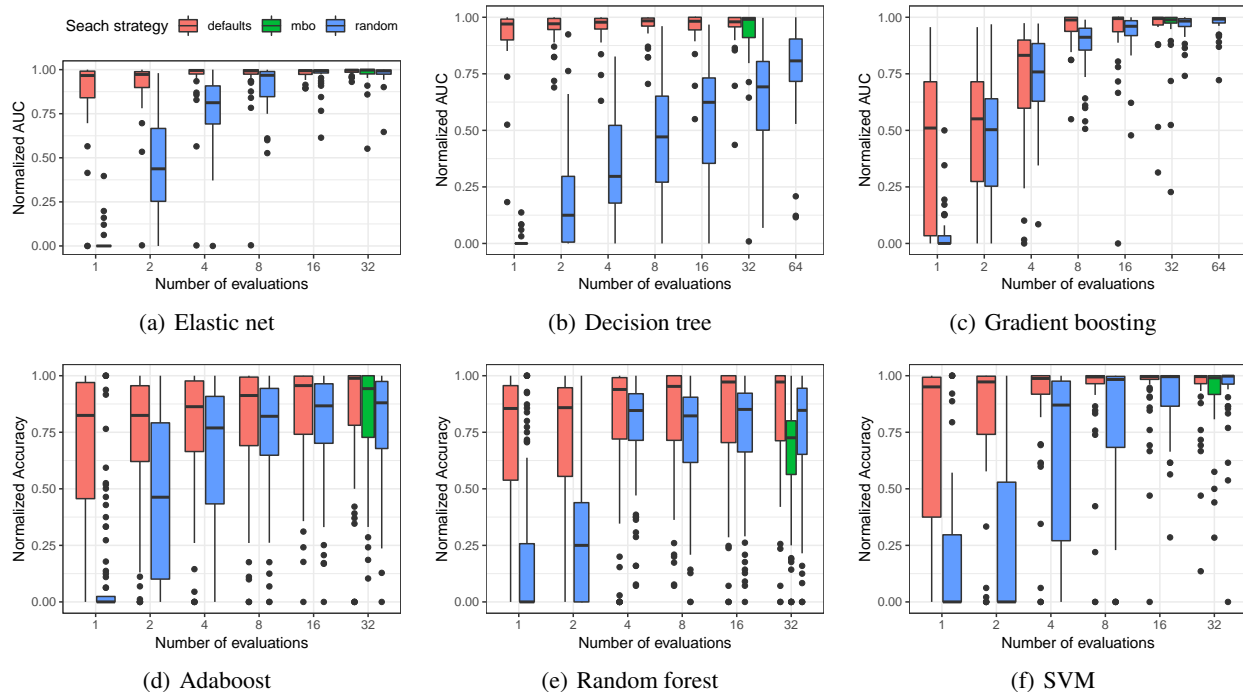 Seach strategy defaults mbo random
Normalized AUC
1.00
0.75
0.50
0.25
0.00
1 2 4 8 16 32
Number of evaluations
(a) Elastic net
Normalized AUC
1.00
0.75
0.50
0.25
0.00
1 2 4 8 16 32 64
Number of evaluations
(b) Decision tree
Normalized AUC
1.00
0.75
0.50
0.25
0.00
1 2 4 8 16 32 64
Number of evaluations
(c) Gradient boosting
Normalized Accuracy
1.00
0.75
0.50
0.25
0.00
1 2 4 8 16 32
Number of evaluations
(d) Adaboost
Normalized Accuracy
1.00
0.75
0.50
0.25
0.00
1 2 4 8 16 32
Number of evaluations
(e) Random forest
Normalized Accuracy
1.00
0.75
0.50
0.25
0.00
1 2 4 8 16 32
Number of evaluations
(f) SVM